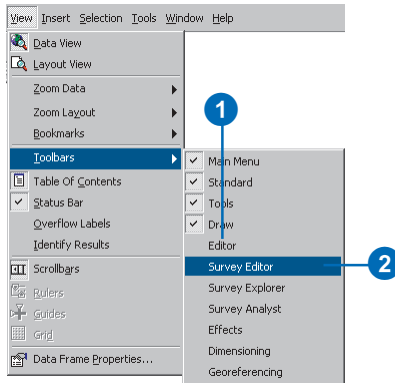 View Insert Selection Tools Window Help
Data View
Layout View
Zoom Data
Zoom Layout
Bookmarks
Toolbars
Table Of Contents
Status Bar
Overflow Labels
Identify Results
Scrollbars
Rulers
Guides
Grid
Data Frame Properties...
1
Main Menu
Standard
Tools
Draw
Editor
Survey Editor
2
Survey Explorer
Survey Analyst
Effects
Dimensioning
Georeferencing